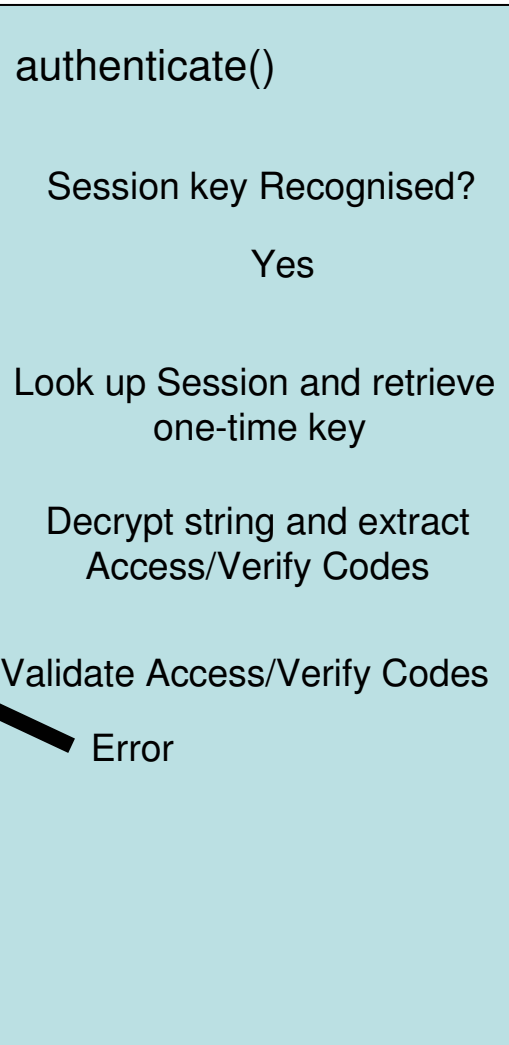 authenticate()
Session key Recognised?
Yes
Look up Session and retrieve
one-time key
Decrypt string and extract
Access/Verify Codes
Validate Access/Verify Codes
Error